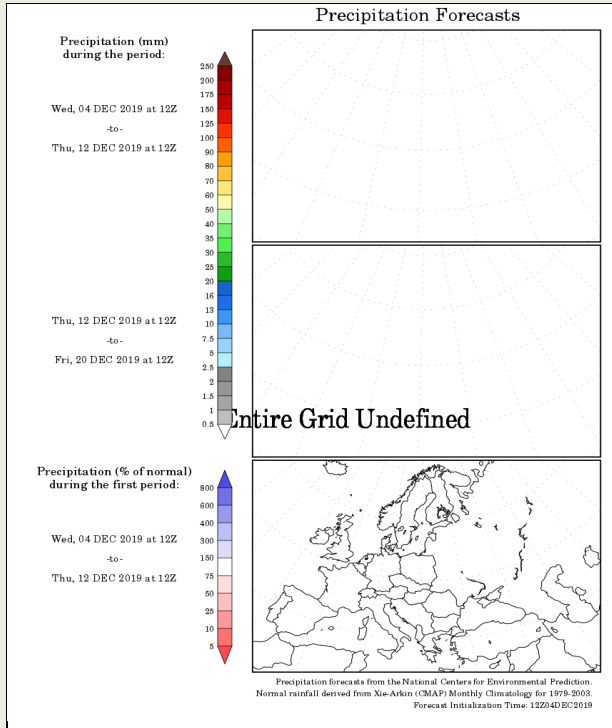 Precipitation Forecasts
Precipitation (mm)
during the period:
250
200
175
150
125
100
90
80
70
60
50
40
35
30
25
20
16
13
10
7.5
5
2.5
2
1.5
1
0.5
Wed, 04 DEC 2019 at 12Z
-to-
Thu, 12 DEC 2019 at 12Z
Thu, 12 DEC 2019 at 12Z
-to-
Fri, 20 DEC 2019 at 12Z
Entire Grid Undefined
Precipitation (% of normal)
during the first period:
800
600
400
300
150
75
50
25
10
5
Wed, 04 DEC 2019 at 12Z
-to-
Thu, 12 DEC 2019 at 12Z
Precipitation forecasts from the National Centers for Environmental Prediction.
Normal rainfall derived from Xie-Arkin (CMAP) Monthly Climatology for 1979-2003.
Forecast Initialization Time: 12Z04DEC2019